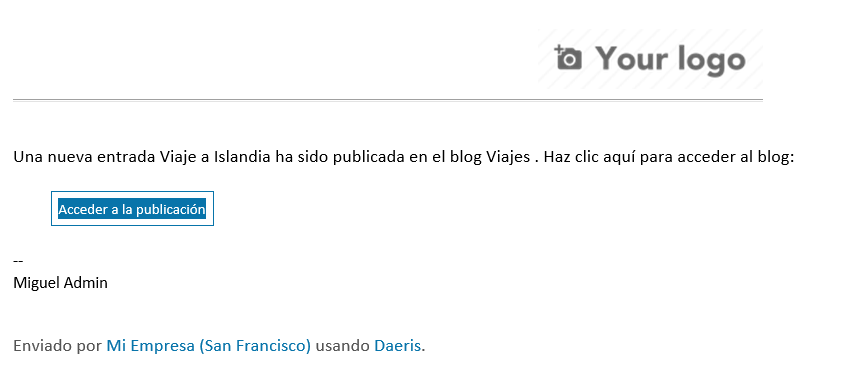 Your logo
Una nueva entrada Viaje a Islandia ha sido publicada en el blog Viajes . Haz clic aquí para acceder al blog:
Acceder a la publicación
--
Miguel Admin
Enviado por Mi Empresa (San Francisco) usando Daeris.